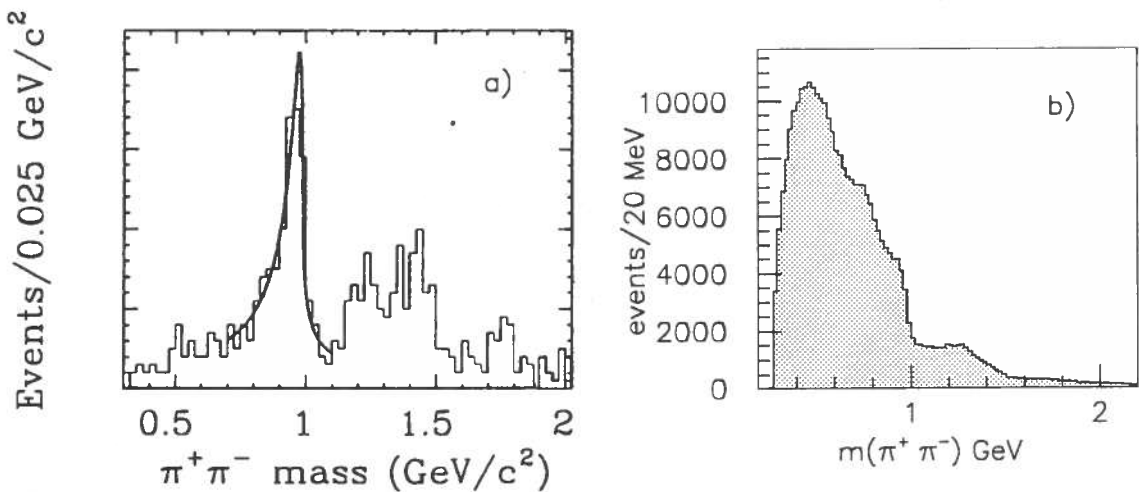 Events/0.025 GeV/c²
a)
0.5 1 1.5 2
π⁺π⁻ mass (GeV/c²)
events/20 MeV
10000
8000
6000
4000
2000
0
b)
1 2
m(π⁺ π⁻) GeV